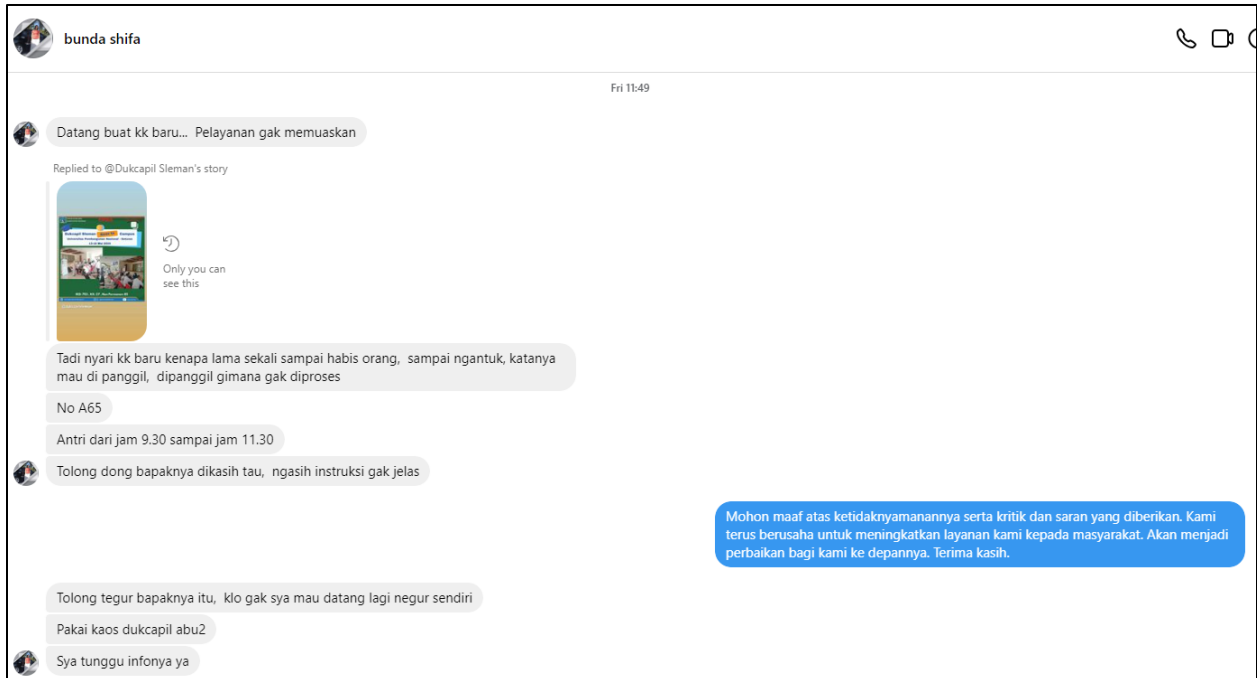 bunda shifa
Fri 11:49
Datang buat kk baru... Pelayanan gak memuaskan
Replied to @Dukcapil Sleman's story
Only you can
see this
Tadi nyari kk baru kenapa lama sekali sampai habis orang, sampai ngantuk, katanya
mau di panggil, dipanggil gimana gak diproses
No A65
Antri dari jam 9.30 sampai jam 11.30
Tolong dong bapaknya dikasih tau, ngasih instruksi gak jelas
Mohon maaf atas ketidaknyamanannya serta kritik dan saran yang diberikan. Kami
terus berusaha untuk meningkatkan layanan kami kepada masyarakat. Akan menjadi
perbaikan bagi kami ke depannya. Terima kasih.
Tolong tegur bapaknya itu, klo gak sya mau datang lagi negur sendiri
Pakai kaos dukcapil abu2
Sya tunggu infonya ya